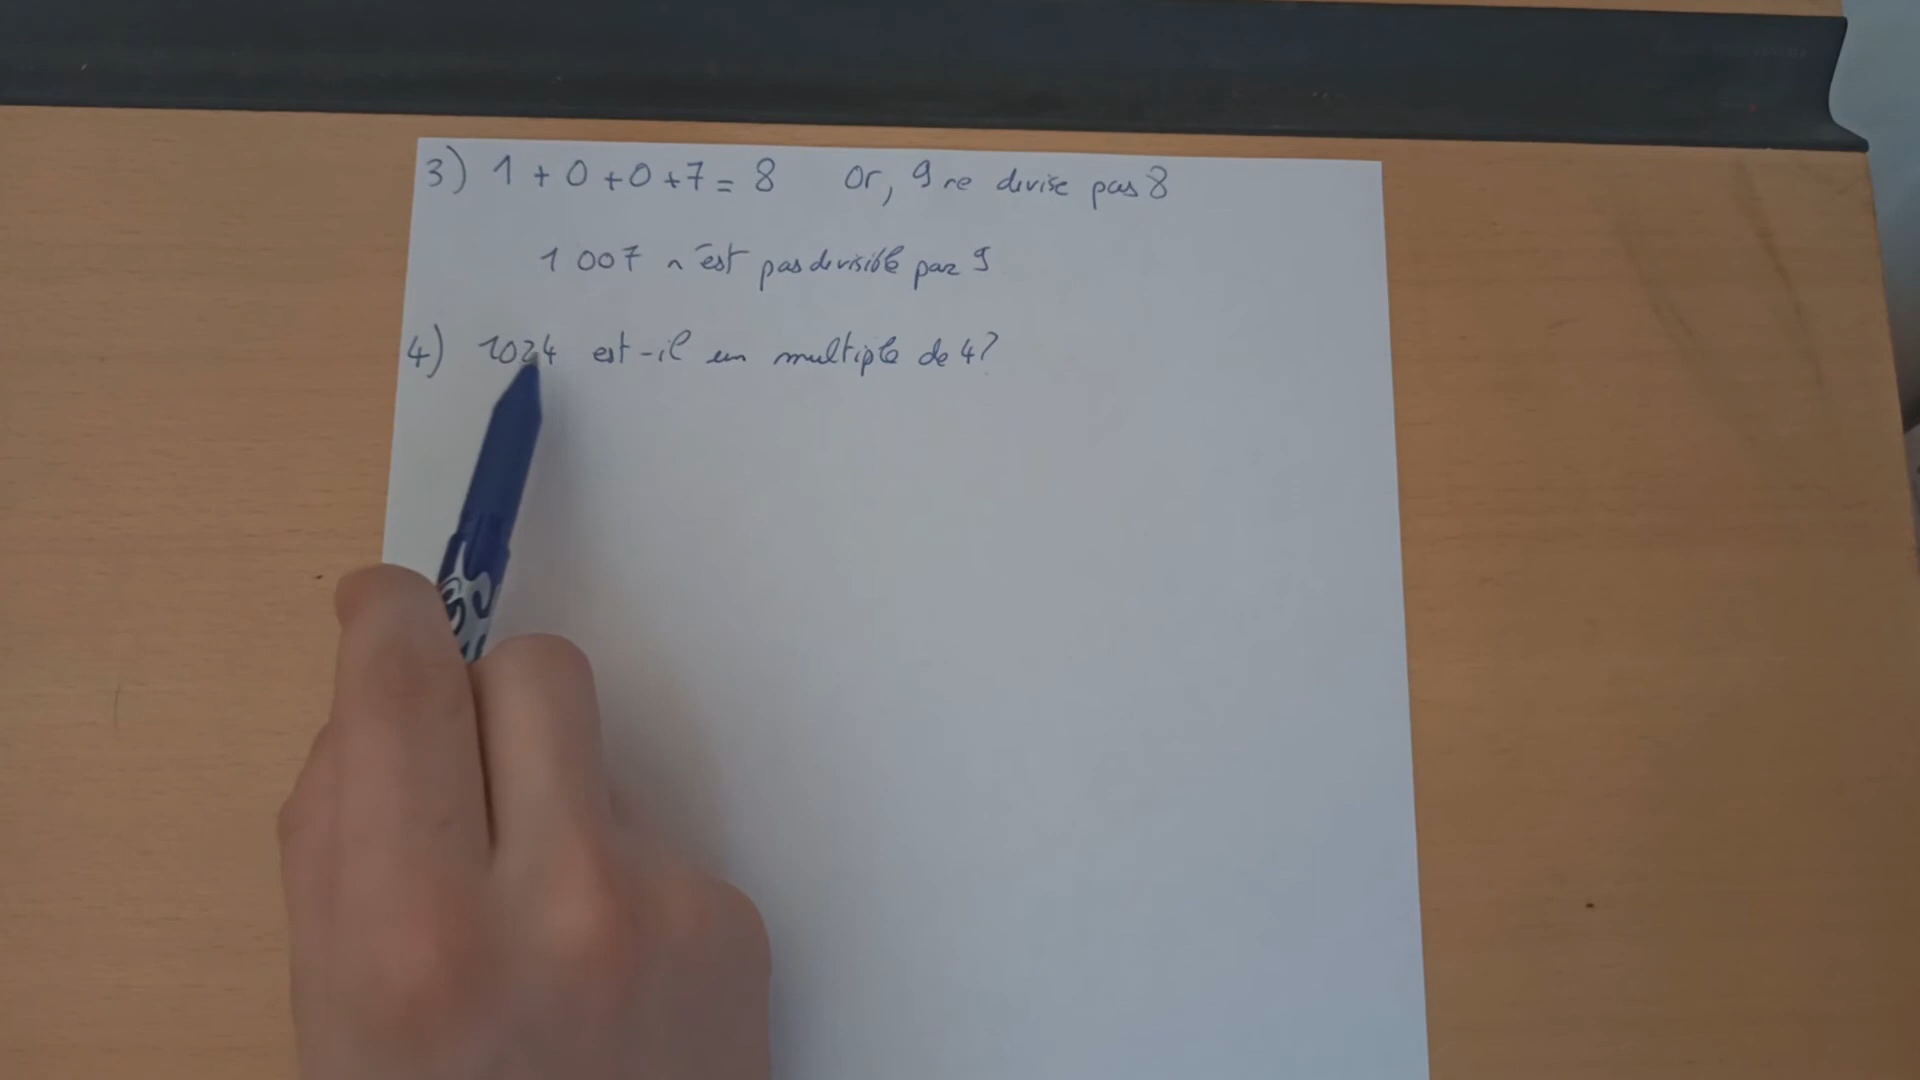 3) 1 + 0 + 0 + 7 = 8 or, 9 ne divise pas 8
1 007 n'est pas divisible par 9
4) 1024 est-il un multiple de 4?